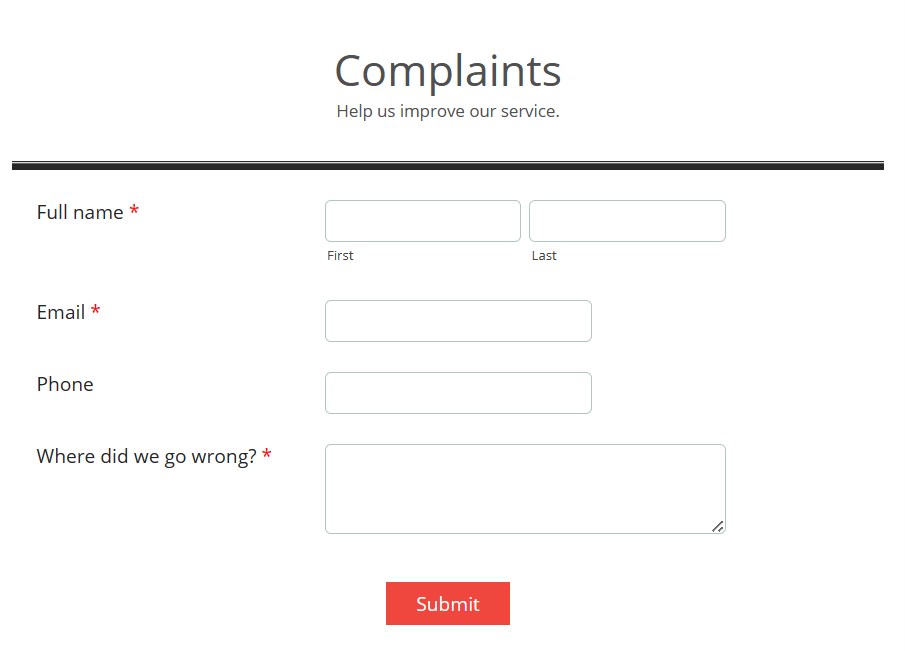 Complaints
Help us improve our service.
Full name *
First Last
Email *
Phone
Where did we go wrong? *
Submit